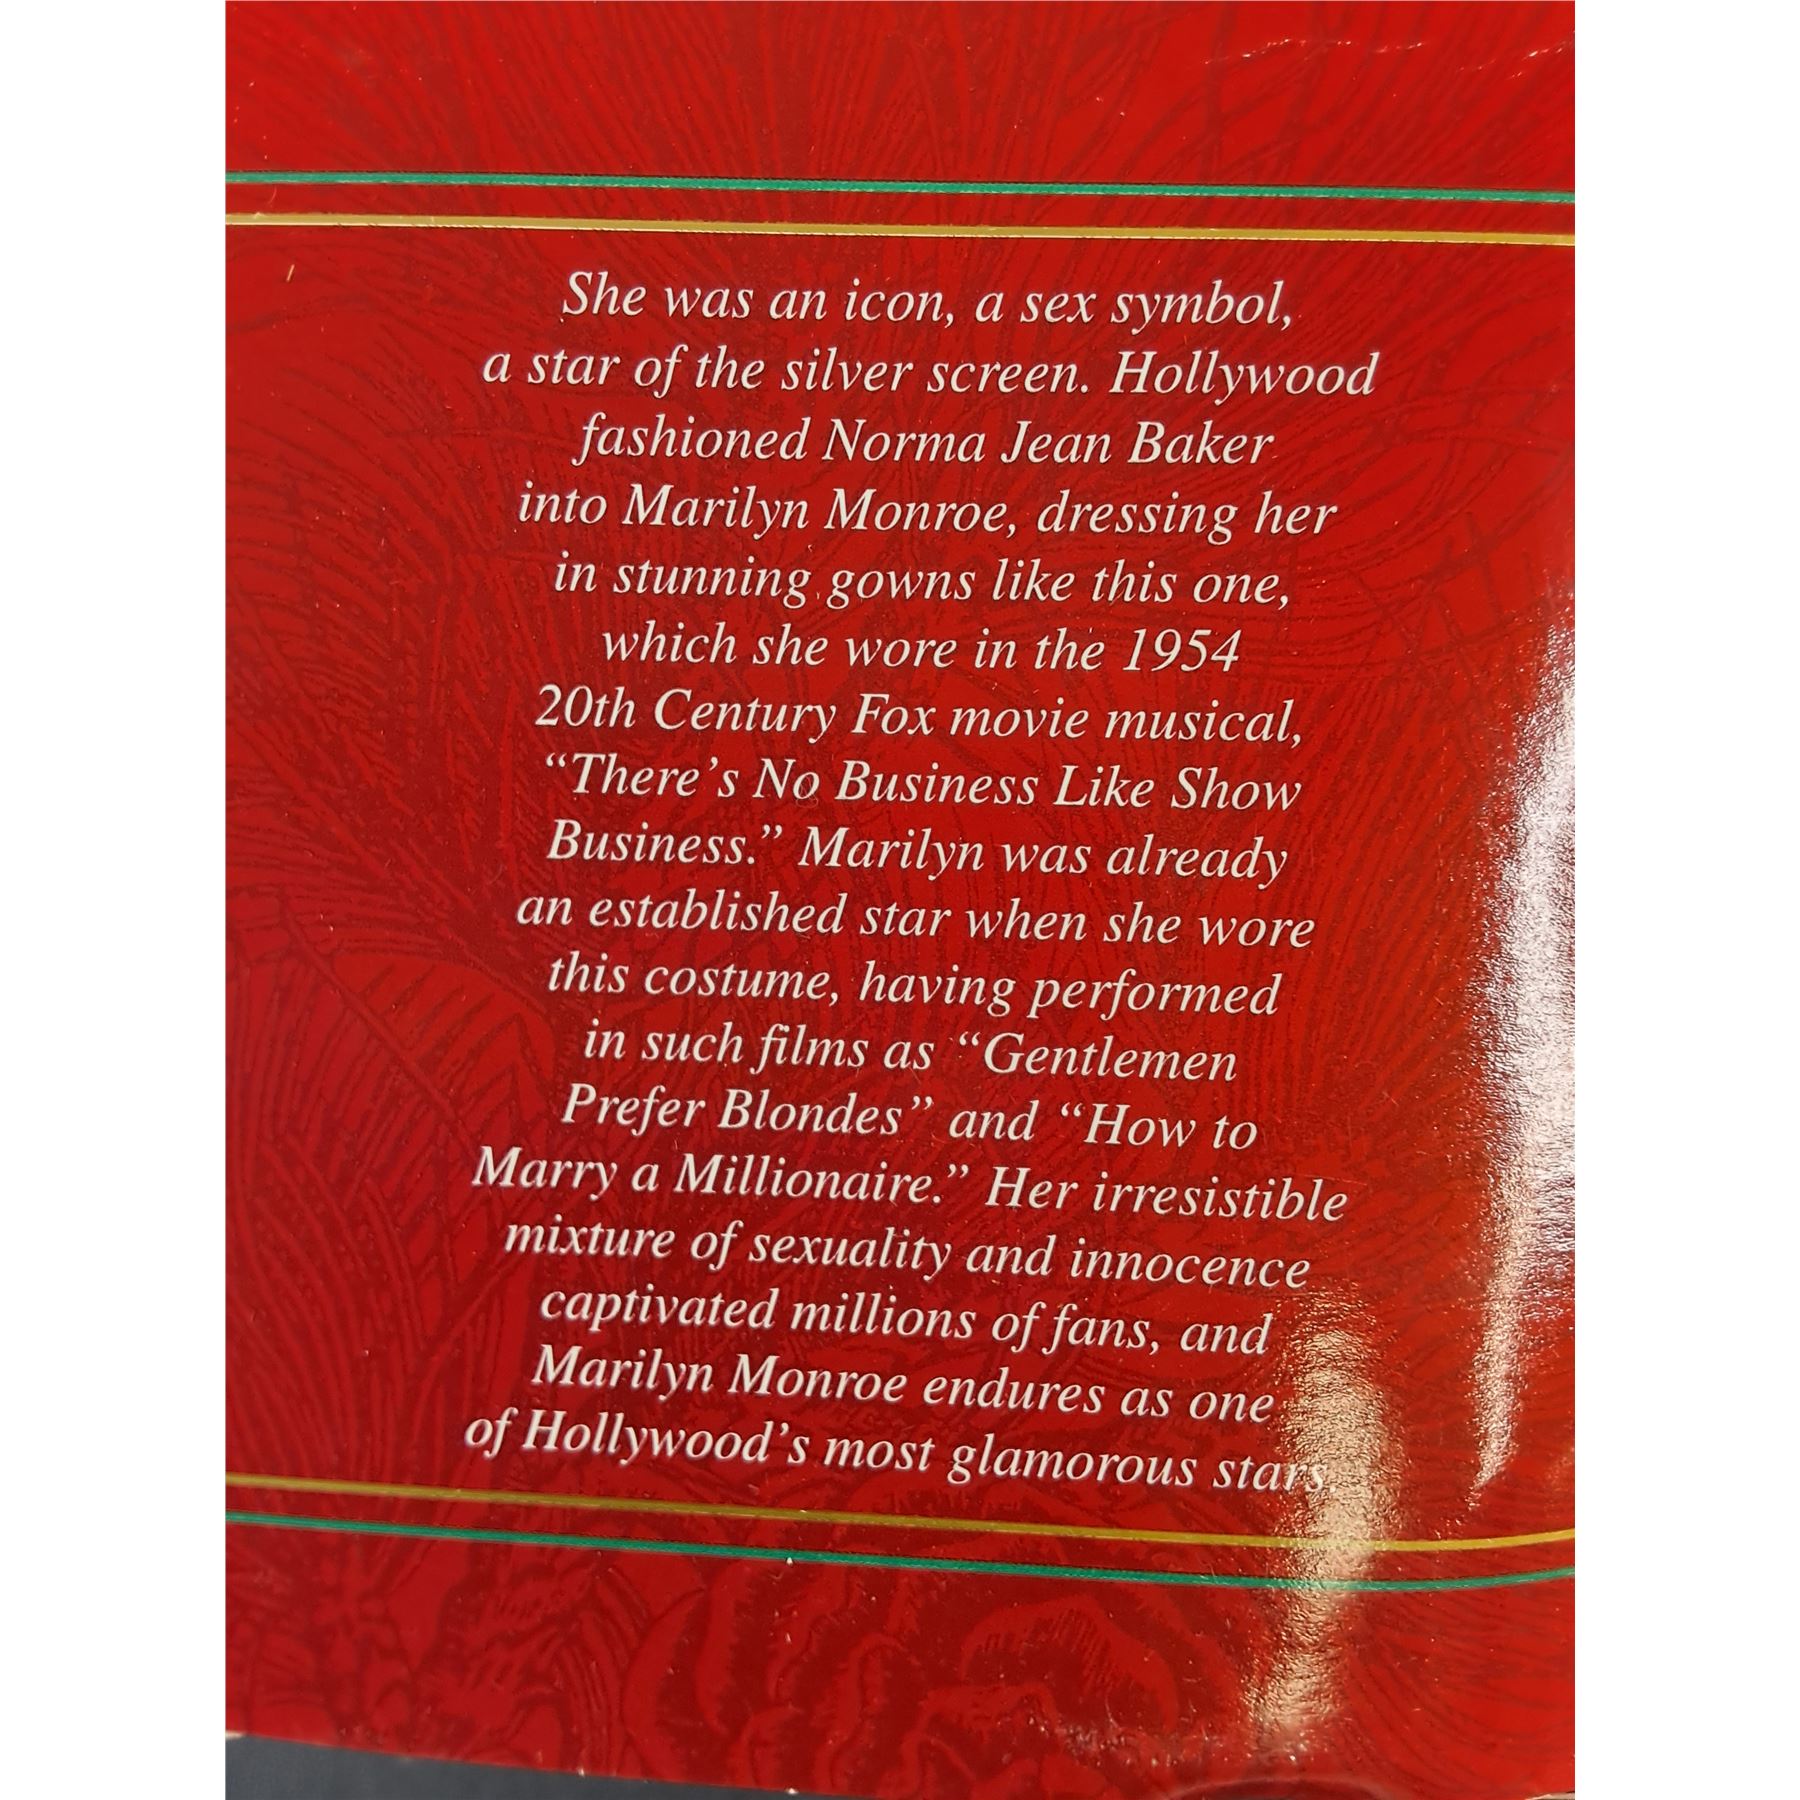 She was an icon, a sex symbol,
a star of the silver screen. Hollywood
fashioned Norma Jean Baker
into Marilyn Monroe, dressing her
in stunning gowns like this one,
which she wore in the 1954
20th Century Fox movie musical,
“There’s No Business Like Show
Business.” Marilyn was already
an established star when she wore
this costume, having performed
in such films as “Gentlemen
Prefer Blondes” and “How to
Marry a Millionaire.” Her irresistible
mixture of sexuality and innocence
captivated millions of fans, and
Marilyn Monroe endures as one
of Hollywood’s most glamorous stars.